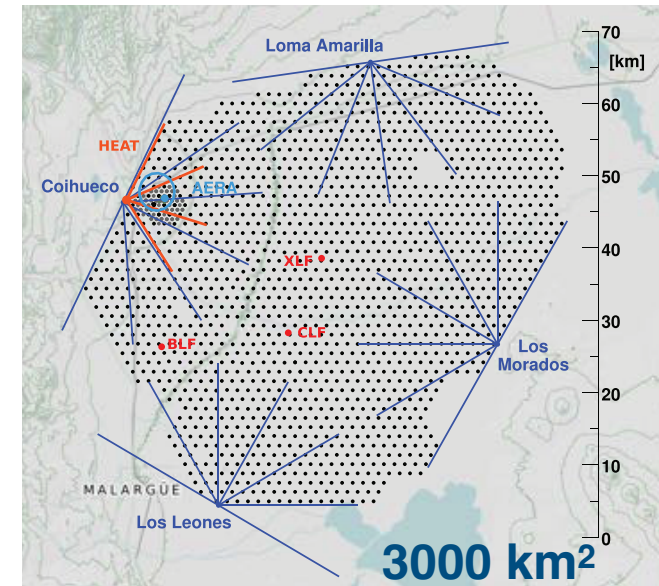 70
[km]
Loma Amarilla
60
HEAT
Coihueco
AERA
50
40
XLF
30
CLF
BLF
Los
Morados
20
10
MALARGÜE
Los Leones
0
3000 km²